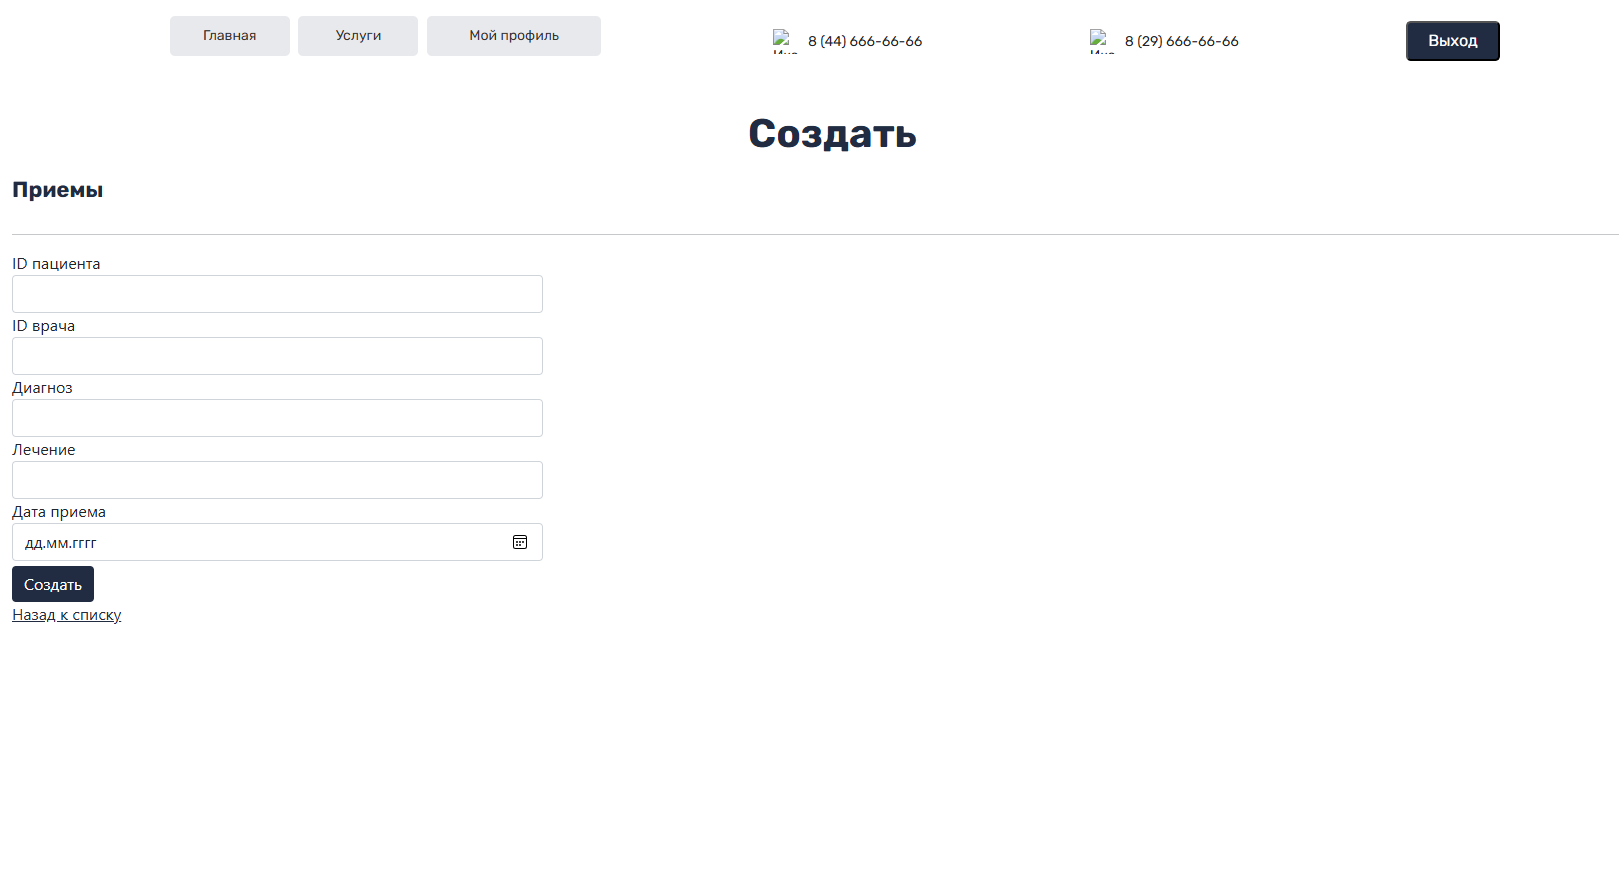 Главная Услуги Мой профиль 8 (44) 666-66-66 8 (29) 666-66-66 Выход
Создать
Приемы
ID пациента
ID врача
Диагноз
Лечение
Дата приема
дд.мм.гггг
Создать
Назад к списку